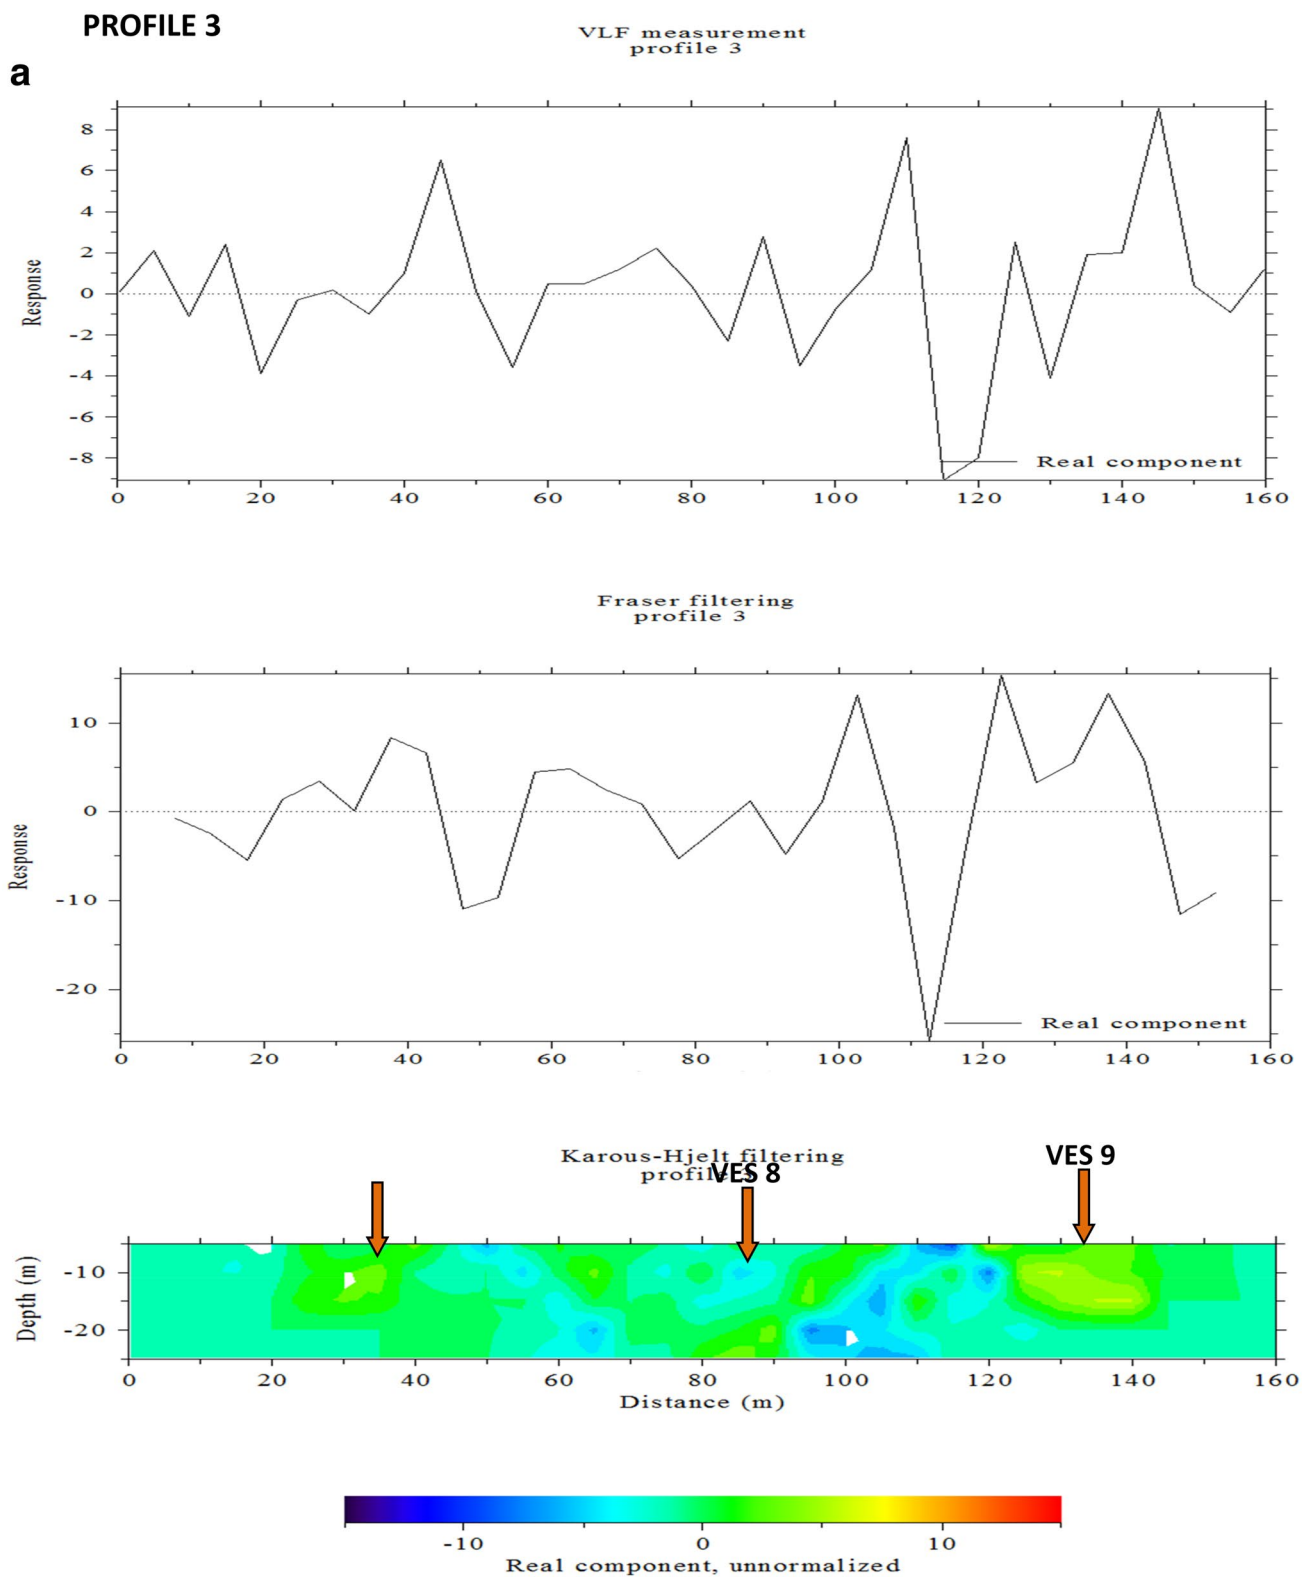 PROFILE 3
VLF measurement
profile 3
a
8
6
4
2
0
-2
-4
-6
-8
Response
Real component
0 20 40 60 80 100 120 140 160
Fraser filtering
profile 3
10
0
-10
-20
Response
Real component
0 20 40 60 80 100 120 140 160
Karous-Hjelt filtering
profile 3
VES 8
VES 9
-10
-20
Depth (m)
0 20 40 60 80 100 120 140 160
Distance (m)
-10 0 10
Real component, unnormalized